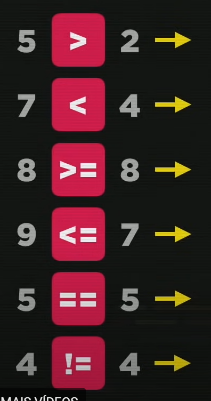 5 > 2 →
7 < 4 →
8 >= 8 →
9 <= 7 →
5 == 5 →
4 != 4 →
MAIS VÍDEOS